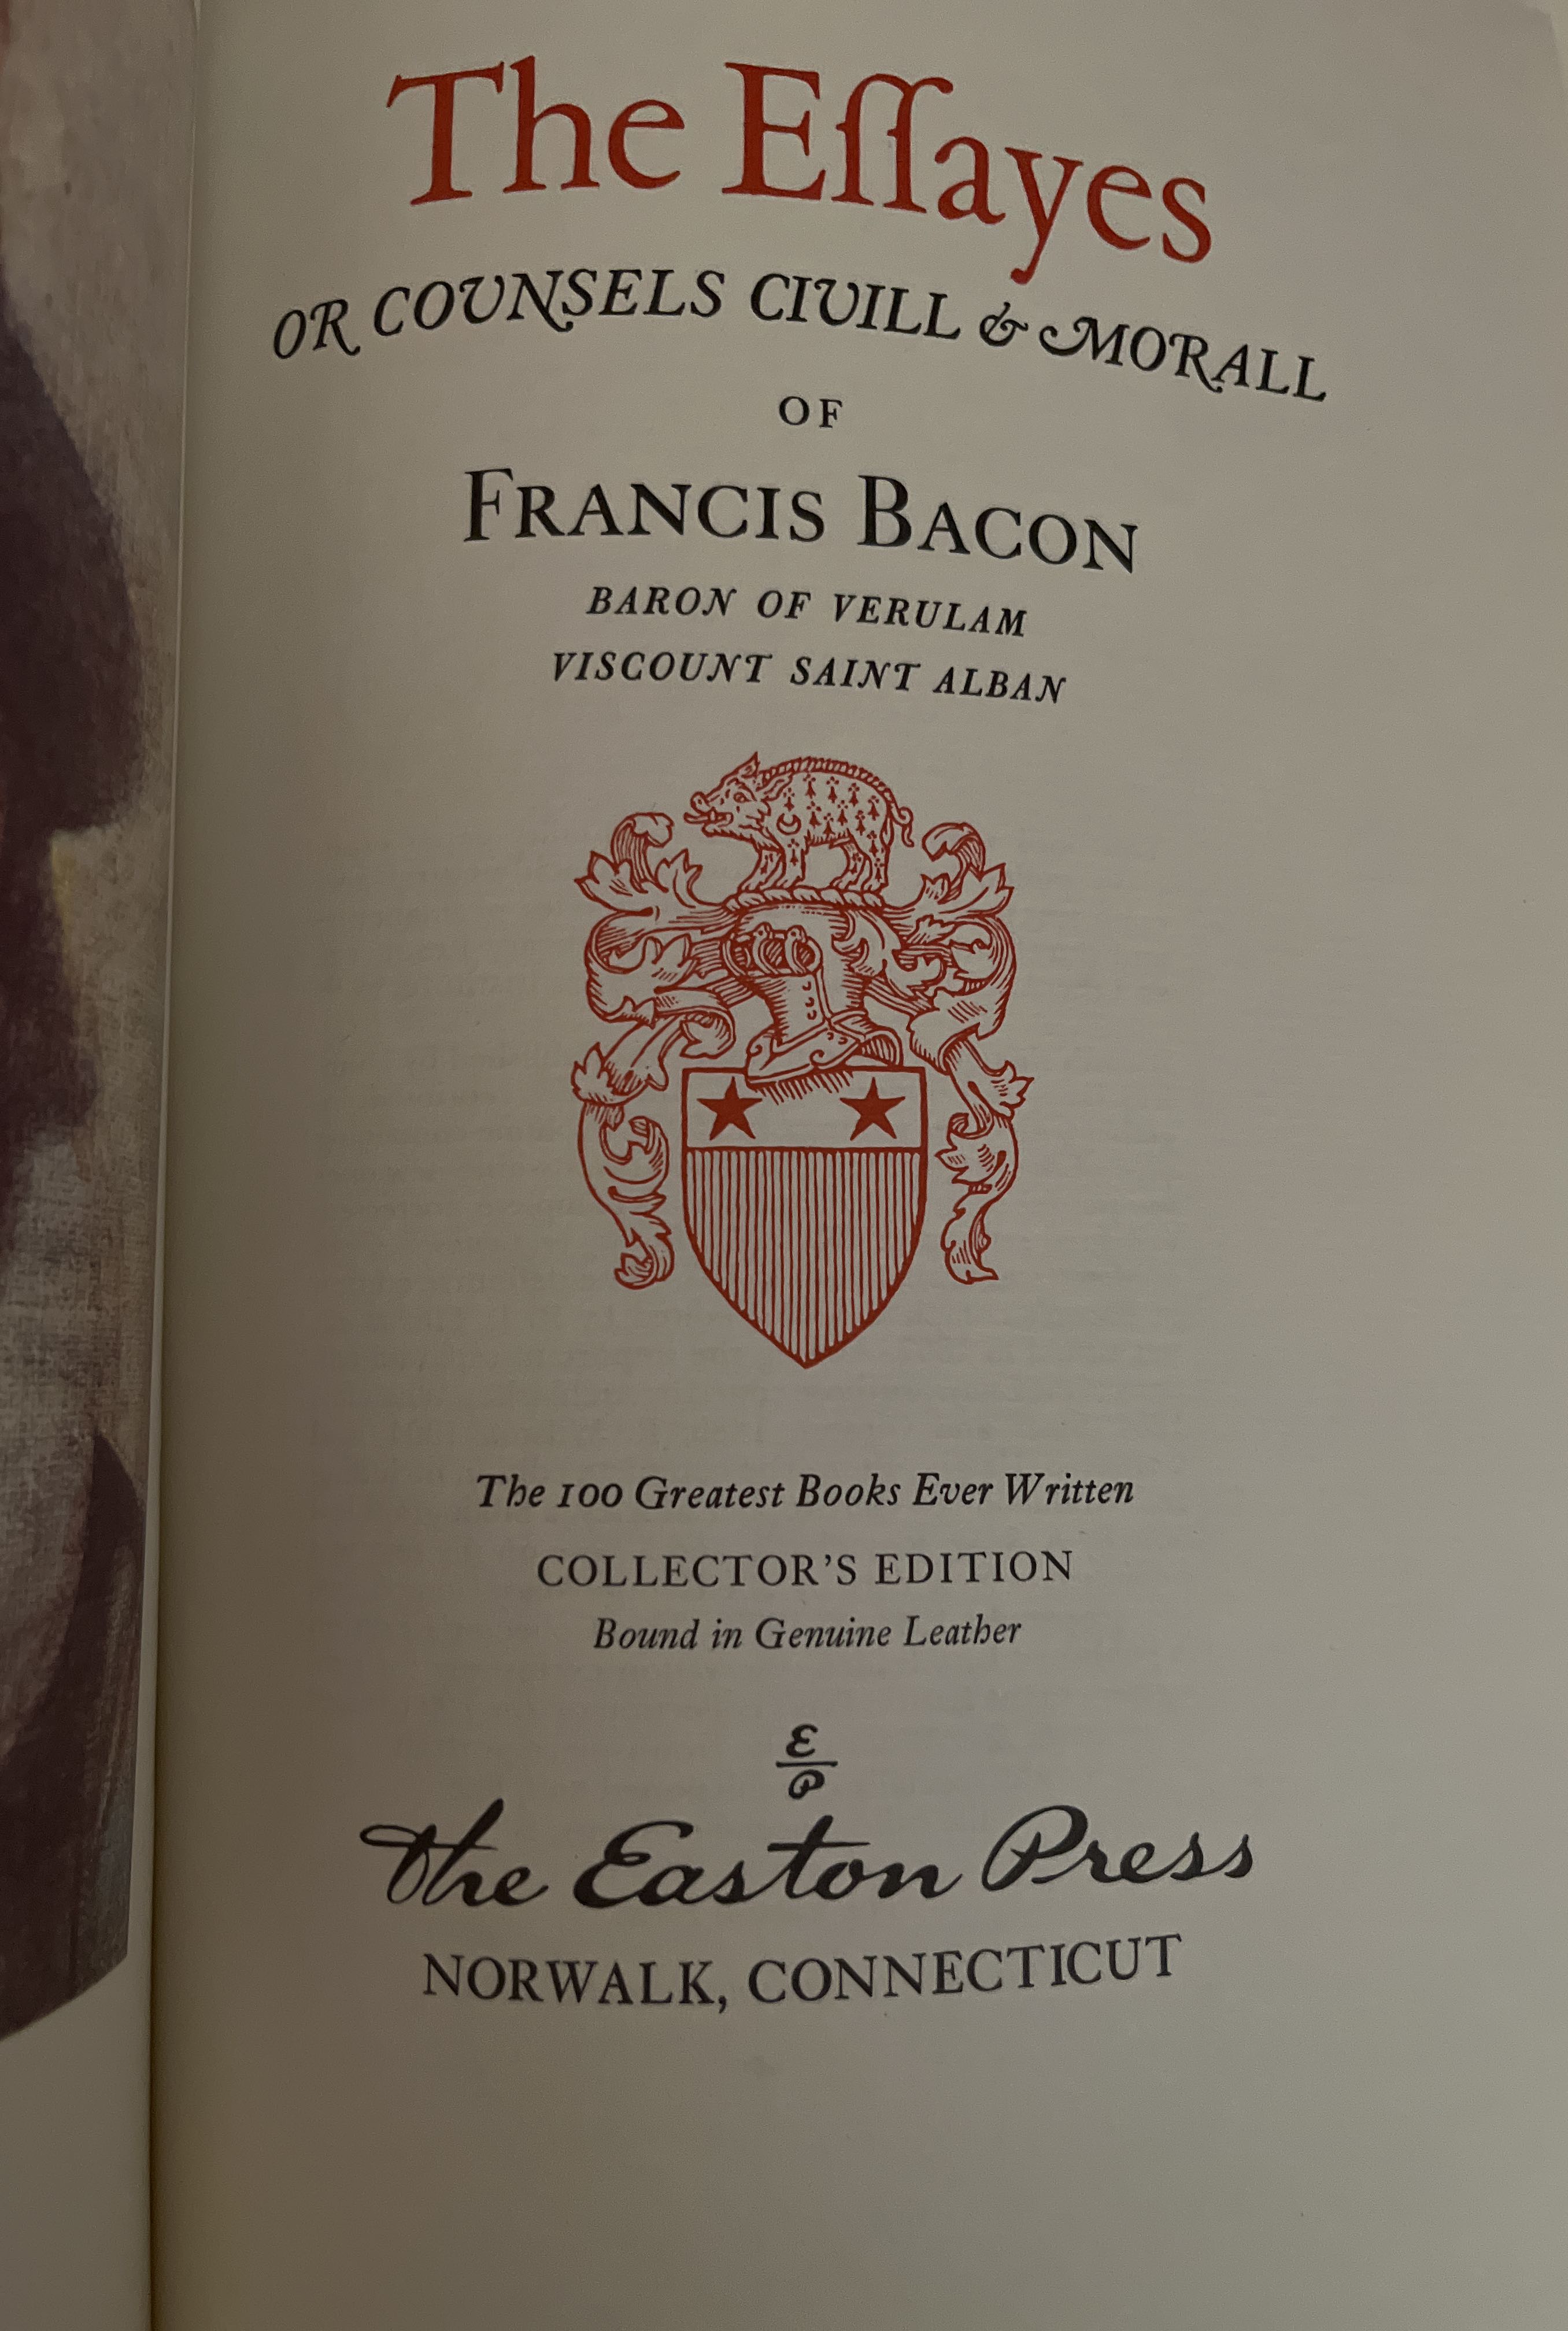 The Eſſayes
OR COUNSELS CIUILL & MORALL
OF
FRANCIS BACON
BARON OF VERULAM
VISCOUNT SAINT ALBAN
The 100 Greatest Books Ever Written
COLLECTOR'S EDITION
Bound in Genuine Leather
E
P
The Easton Press
NORWALK, CONNECTICUT